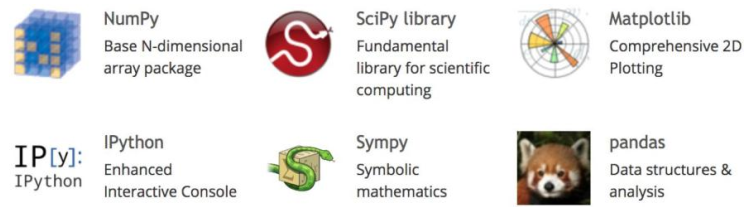 NumPy
Base N-dimensional
array package
SciPy library
Fundamental
library for scientific
computing
Matplotlib
Comprehensive 2D
Plotting
IP[y]:
IPython
IPython
Enhanced
Interactive Console
Sympy
Symbolic
mathematics
pandas
Data structures &
analysis